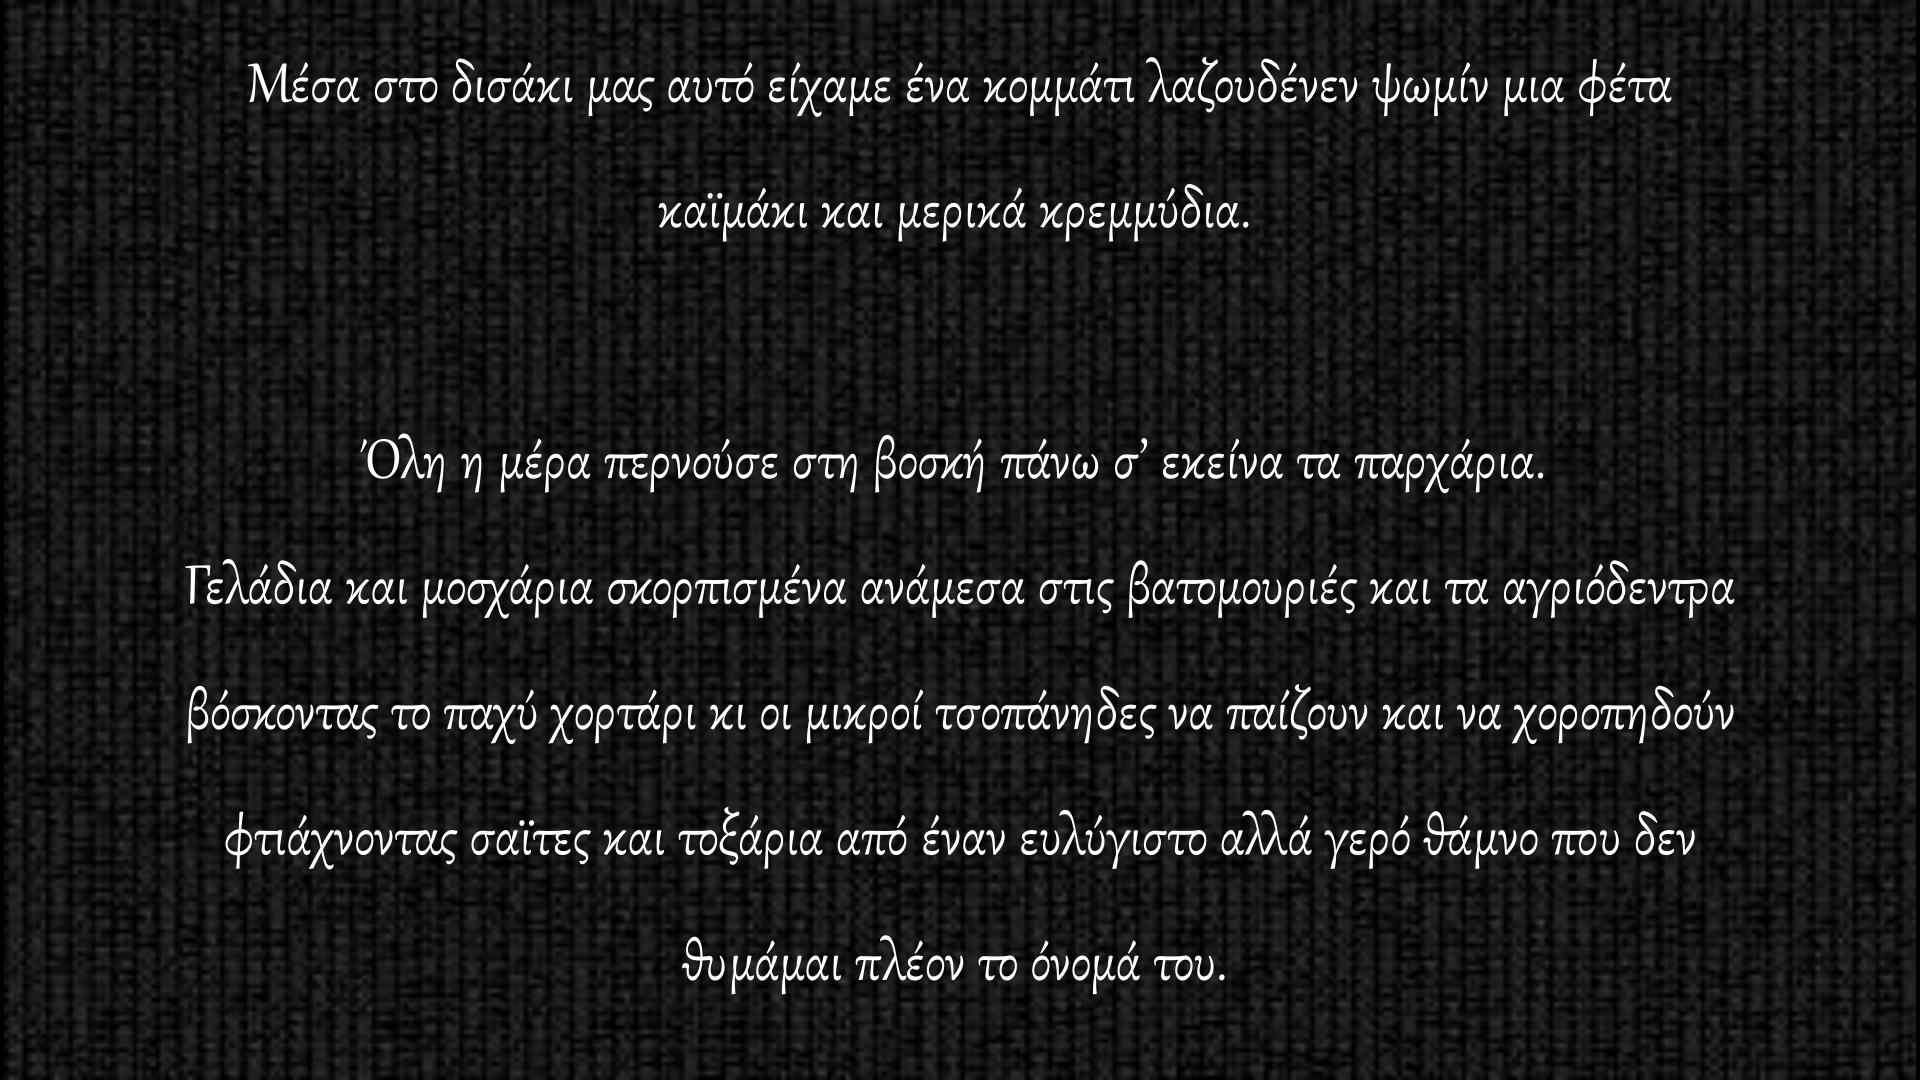 Μέσα στο δισάκι μας αυτό είχαμε ένα κομμάτι λαζουδένεν ψωμίν μια φέτα
καϊμάκι και μερικά κρεμμύδια.
Όλη η μέρα περνούσε στη βοσκή πάνω σ’ εκείνα τα παρχάρια.
Γελάδια και μοσχάρια σκορπισμένα ανάμεσα στις βατομουριές και τα αγριόδεντρα
βόσκοντας το παχύ χορτάρι κι οι μικροί τσοπάνηδες να παίζουν και να χοροπηδούν
φτιάχνοντας σαϊτες και τοξάρια από έναν ευλύγιστο αλλά γερό θάμνο που δεν
θυμάμαι πλέον το όνομά του.